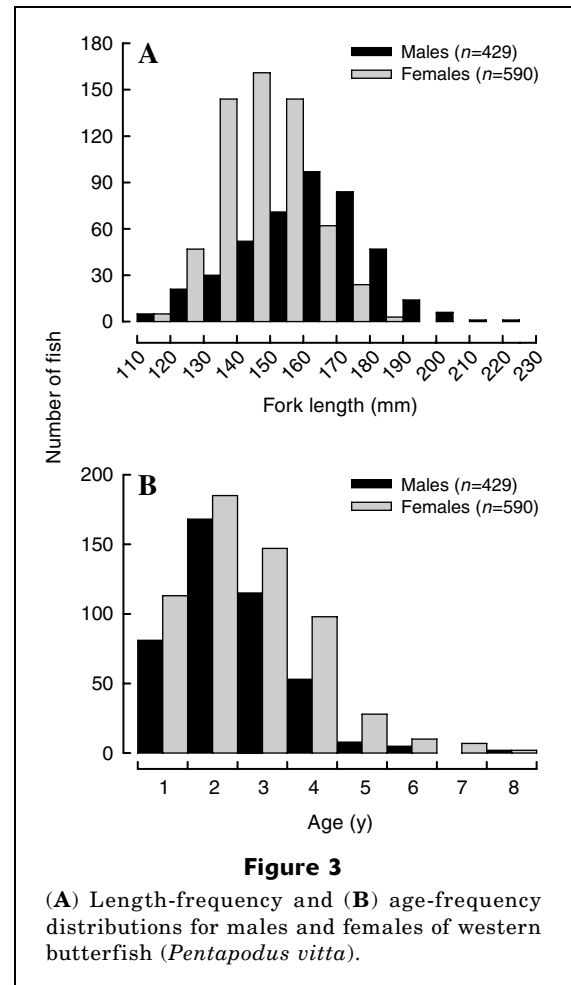 A
Males (n=429)
Females (n=590)
180
150
120
90
60
30
0
110 120 130 140 150 160 170 180 190 200 210 220 230
Fork length (mm)
Number of fish
B
Males (n=429)
Females (n=590)
200
150
100
50
0
1 2 3 4 5 6 7 8
Age (y)
Figure 3
(A) Length-frequency and (B) age-frequency
distributions for males and females of western
butterfish (Pentapodus vitta).